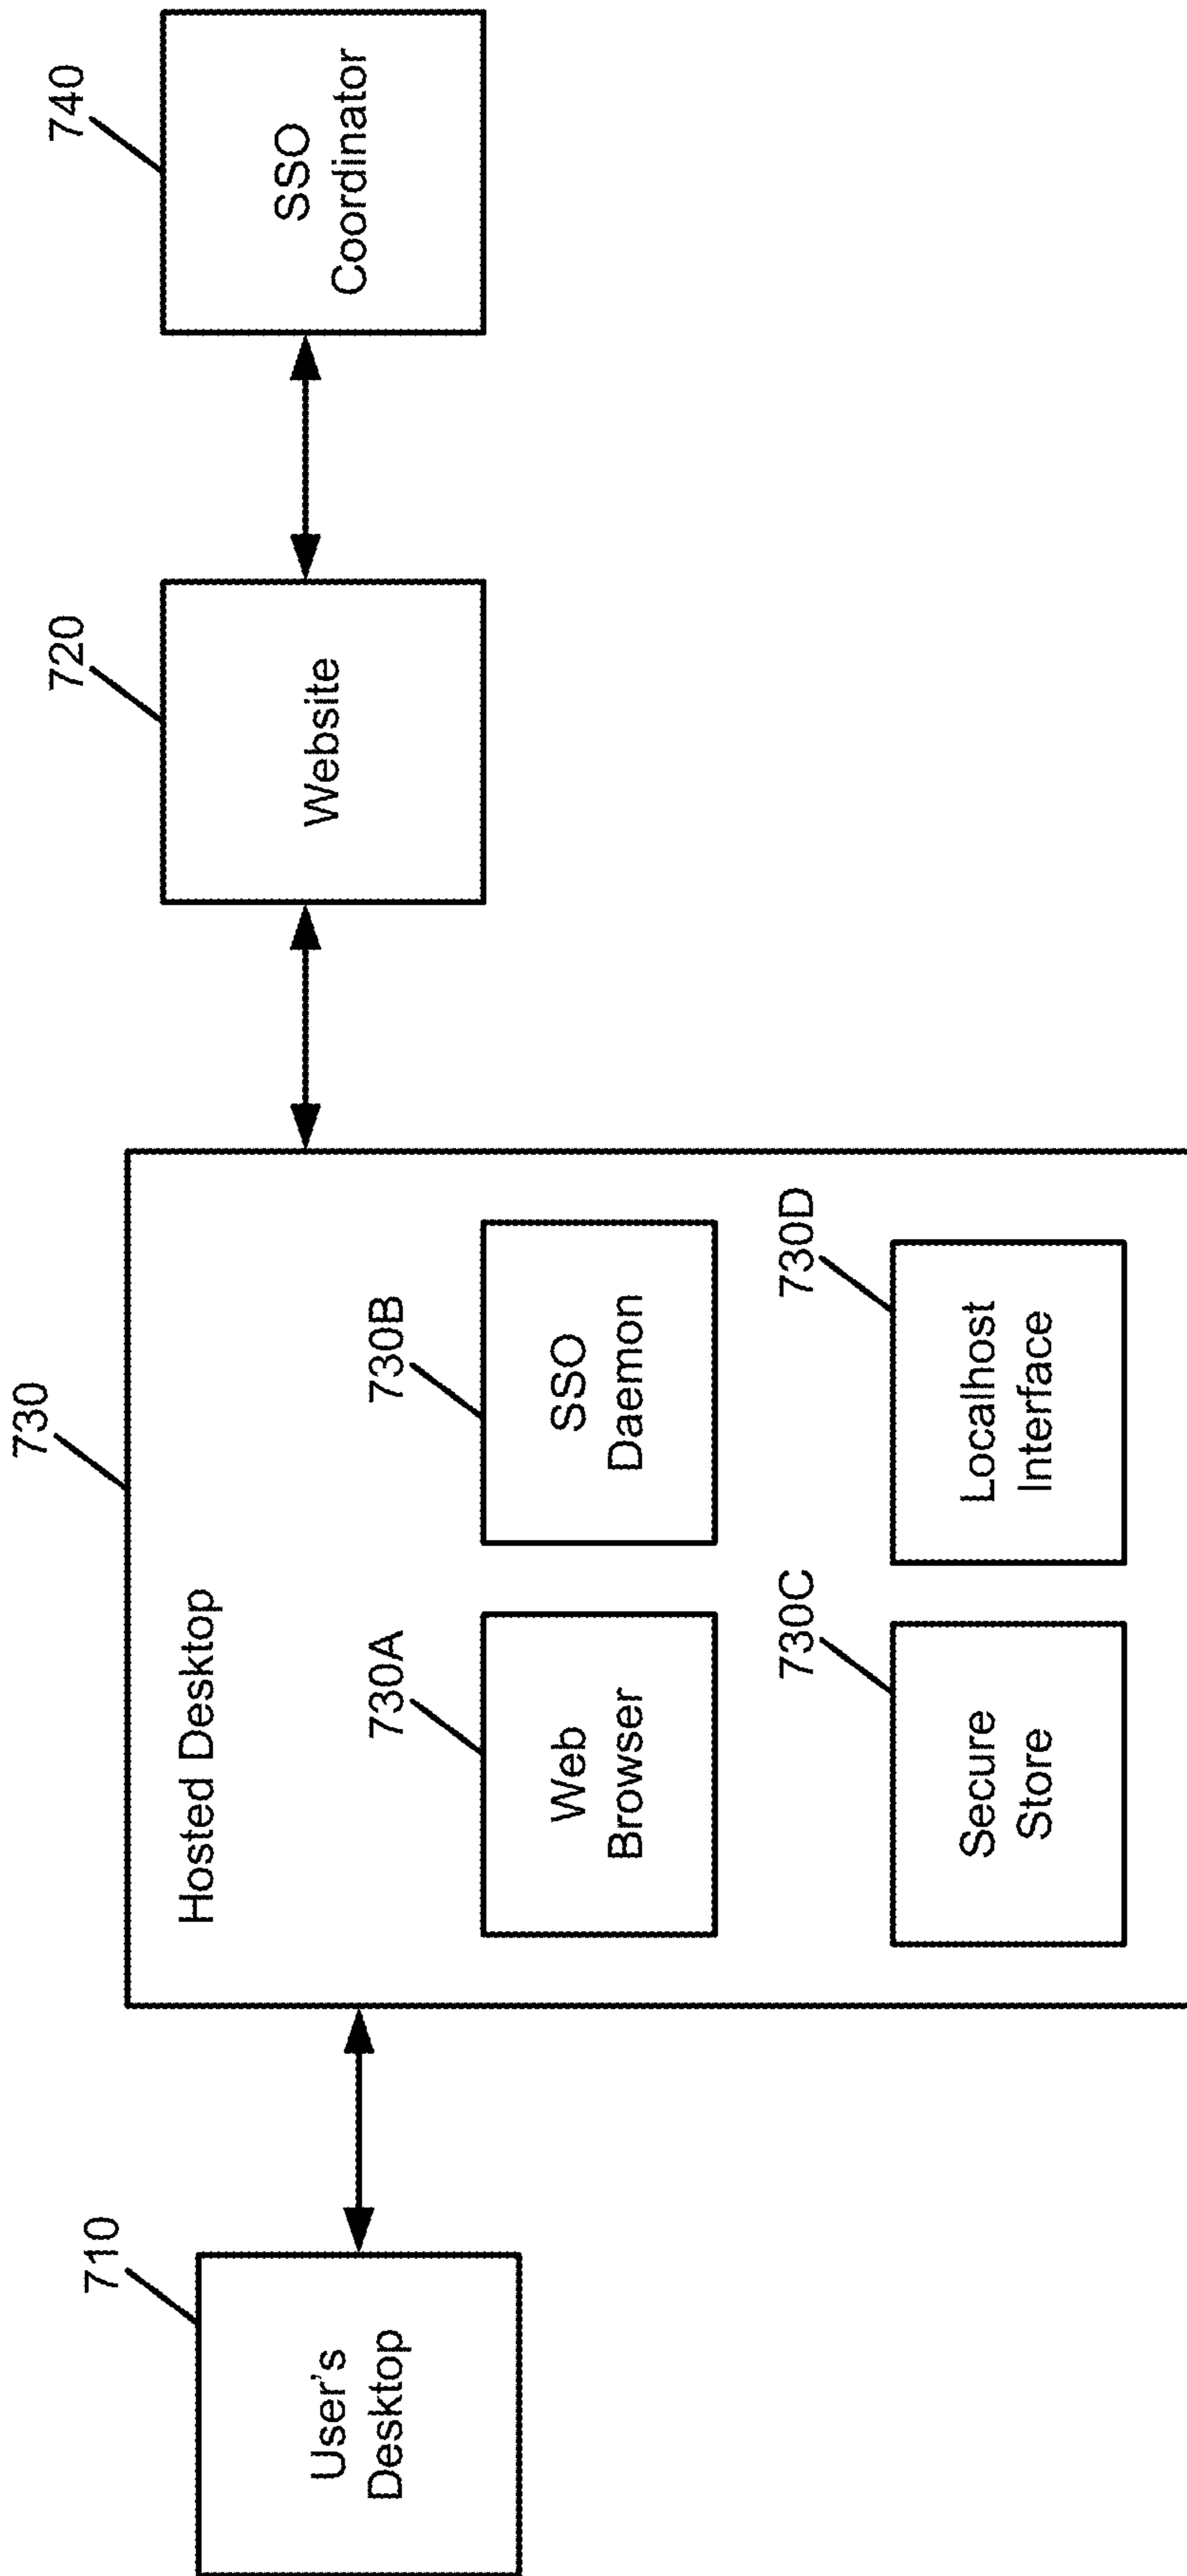 710
User's
Desktop
730
Hosted Desktop
730A
Web
Browser
730B
SSO
Daemon
730C
Secure
Store
730D
Localhost
Interface
720
Website
740
SSO
Coordinator